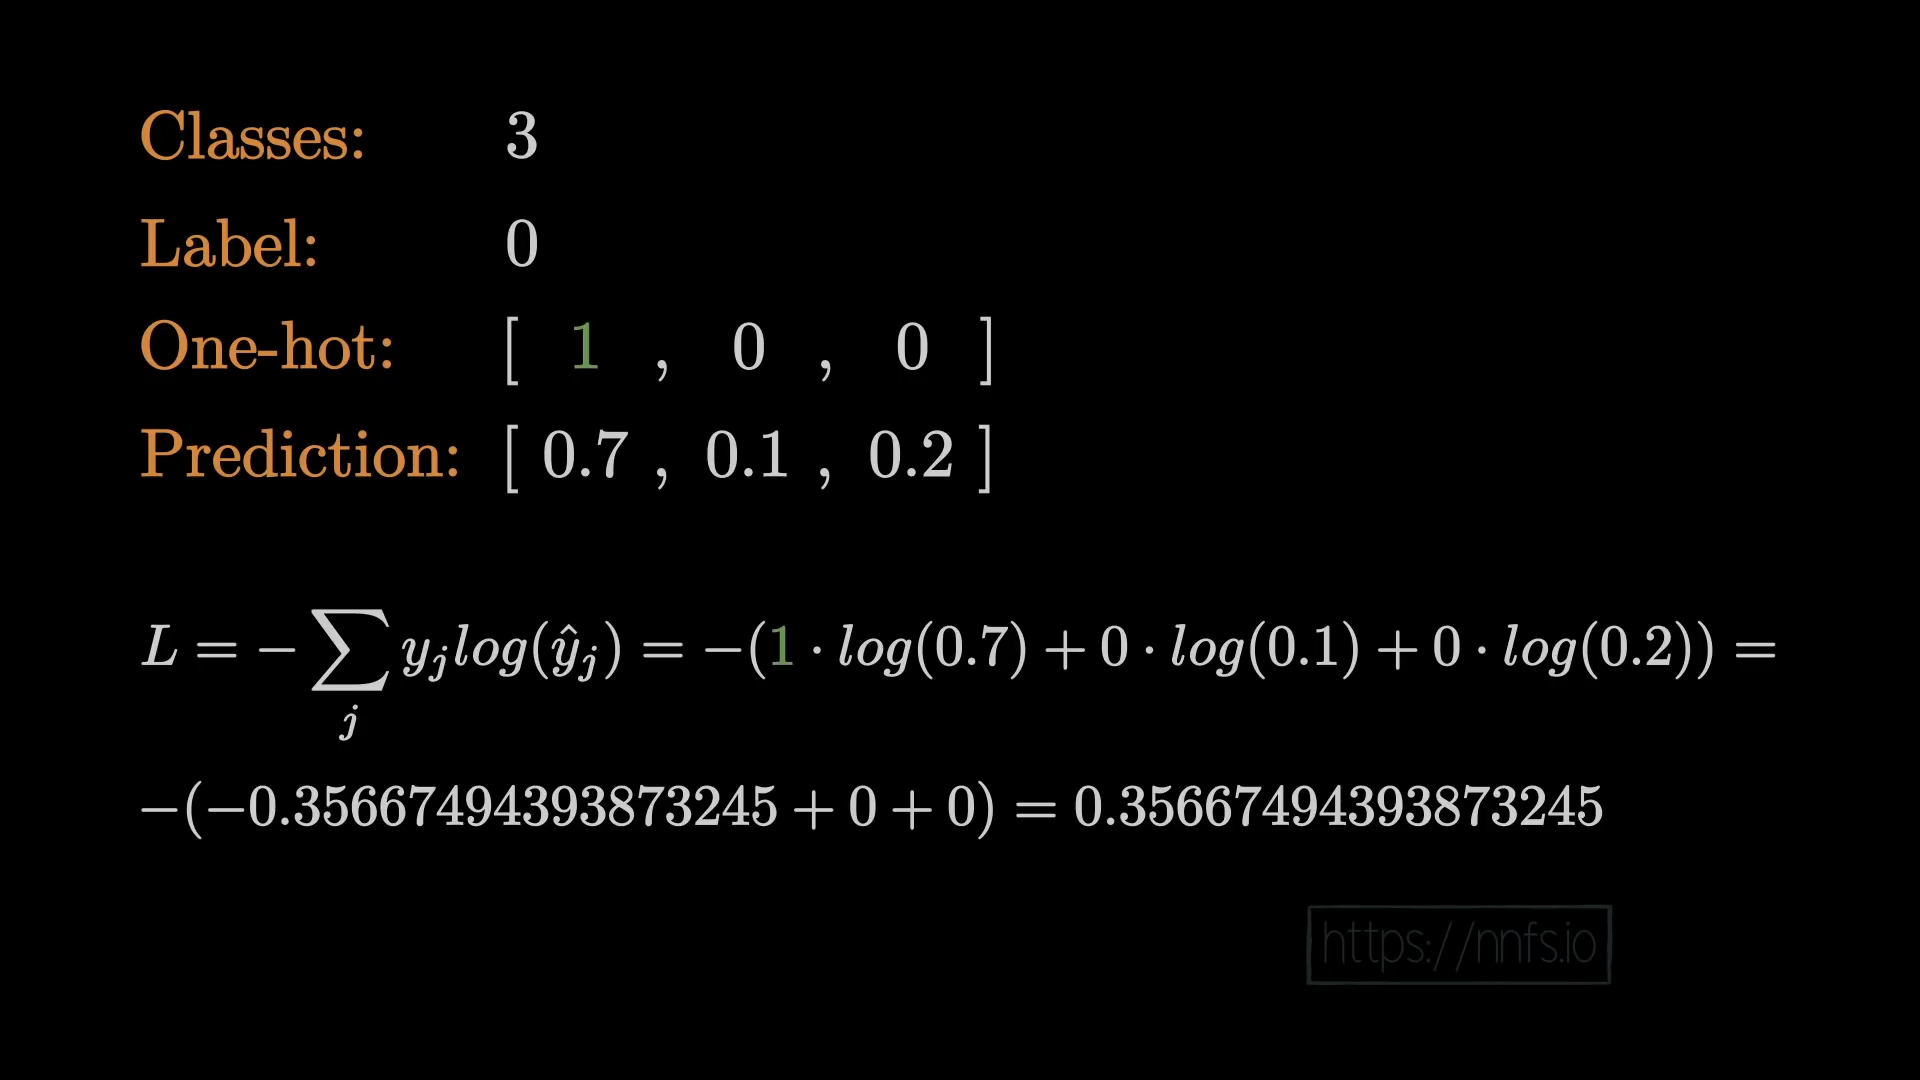 Classes: 3
Label: 0
One-hot: [ 1 , 0 , 0 ]
Prediction: [ 0.7 , 0.1 , 0.2 ]
L = −∑_j y_j log(ŷ_j) = −(1 · log(0.7) + 0 · log(0.1) + 0 · log(0.2)) =
−(−0.35667494393873245 + 0 + 0) = 0.35667494393873245
https://nnfs.io